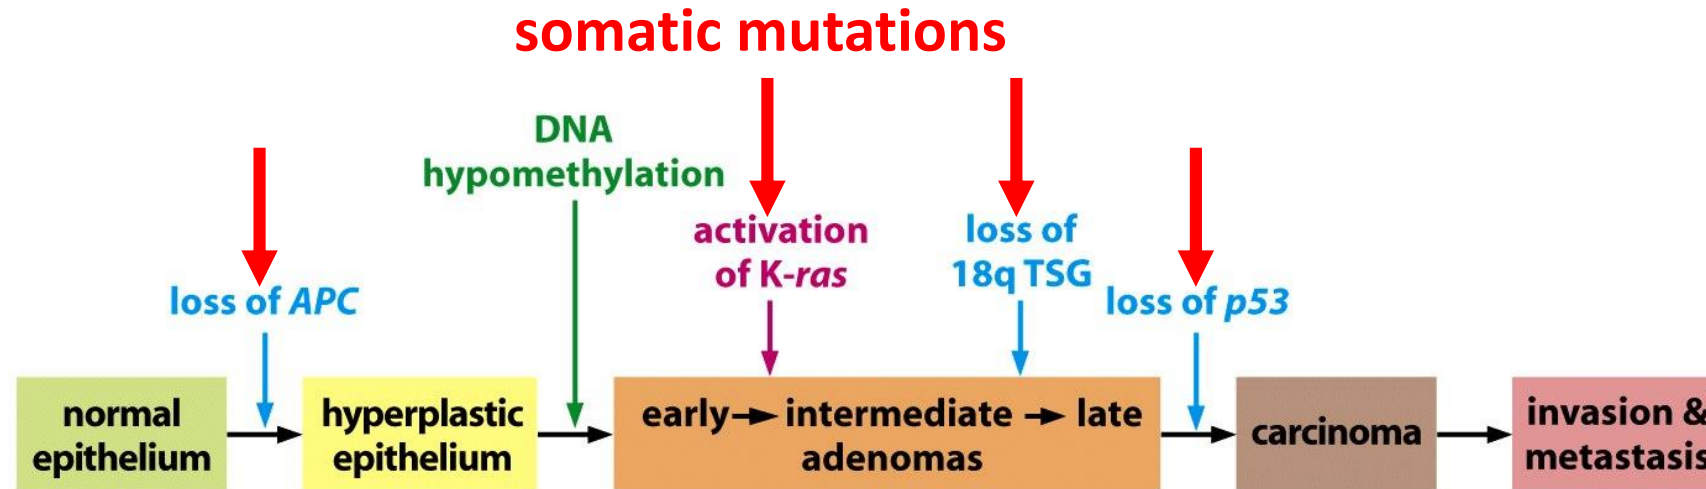 somatic mutations
DNA
hypomethylation
activation
of K-ras
loss of
18q TSG
loss of APC
loss of p53
normal
epithelium
hyperplastic
epithelium
early intermediate late
adenomas
carcinoma
invasion &
metastasis